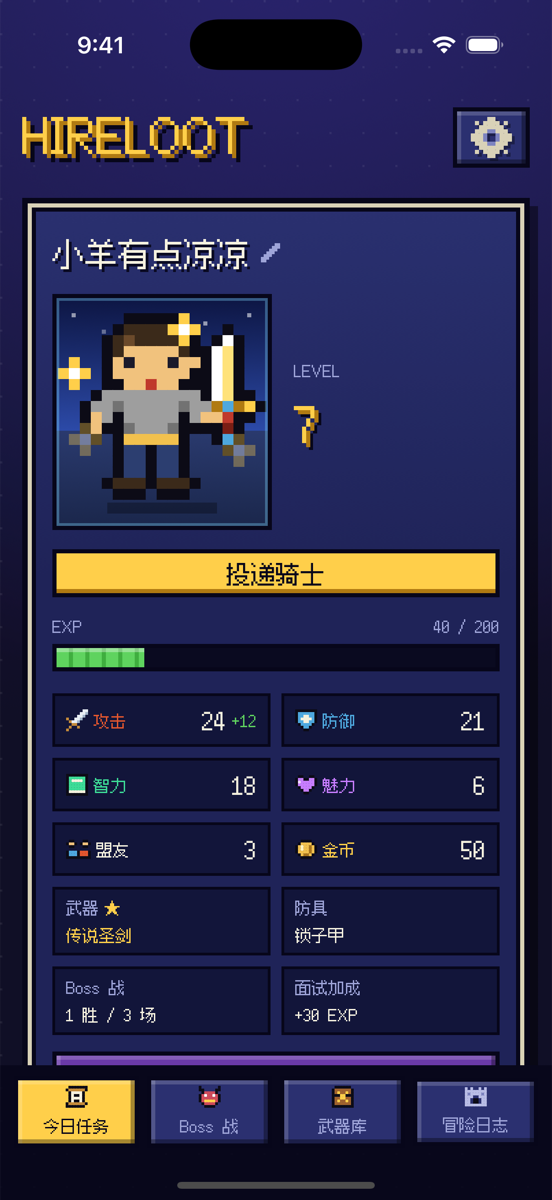 9:41
HIRELOOT
小羊有点凉凉
LEVEL
7
投递骑士
EXP 40 / 200
攻击 24 +12
防御 21
智力 18
魅力 6
盟友 3
金币 50
武器
传说圣剑
防具
锁子甲
Boss 战
1 胜 / 3 场
面试加成
+30 EXP
今日任务
Boss 战
武器库
冒险日志